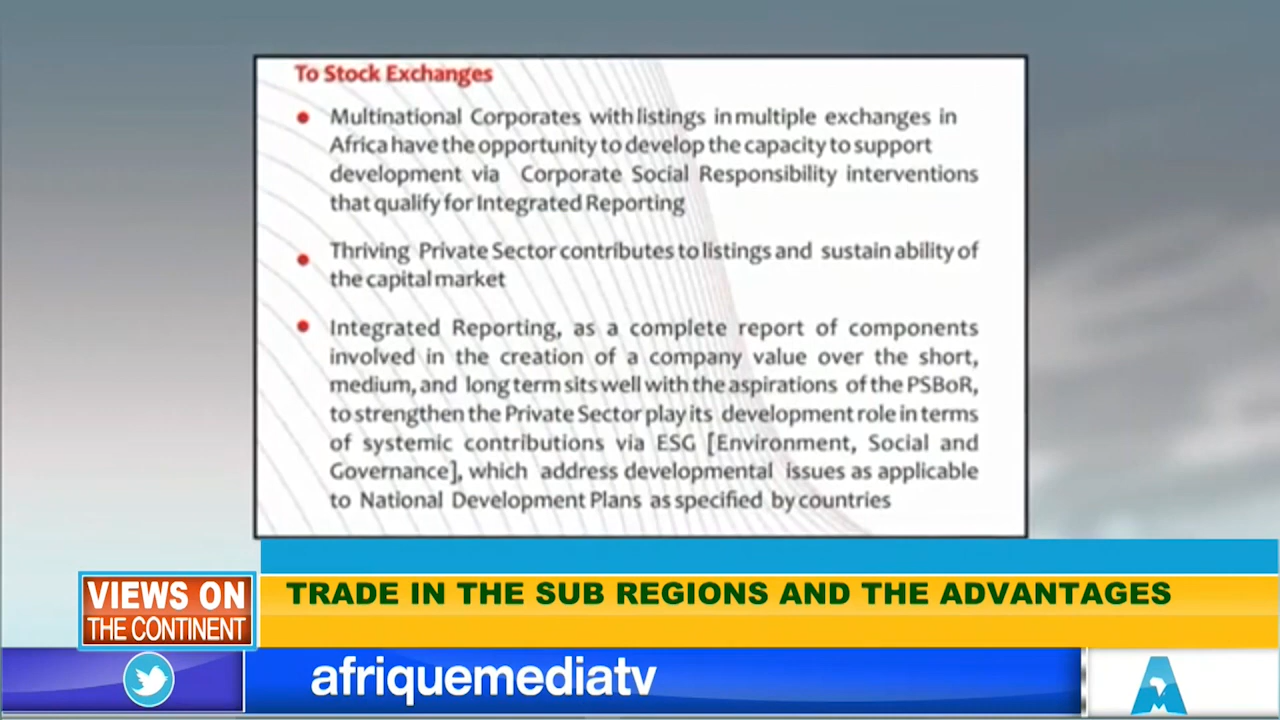 To Stock Exchanges
Multinational Corporates with listings in multiple exchanges in
Africa have the opportunity to develop the capacity to support
development via Corporate Social Responsibility interventions
that qualify for Integrated Reporting
Thriving Private Sector contributes to listings and sustain ability of
the capital market
Integrated Reporting, as a complete report of components
involved in the creation of a company value over the short,
medium, and long term sits well with the aspirations of the PSBoR,
to strengthen the Private Sector play its development role in terms
of systemic contributions via ESG [Environment, Social and
Governance], which address developmental issues as applicable
to National Development Plans as specified by countries
VIEWS ON
THE CONTINENT
TRADE IN THE SUB REGIONS AND THE ADVANTAGES
afriquemediatv